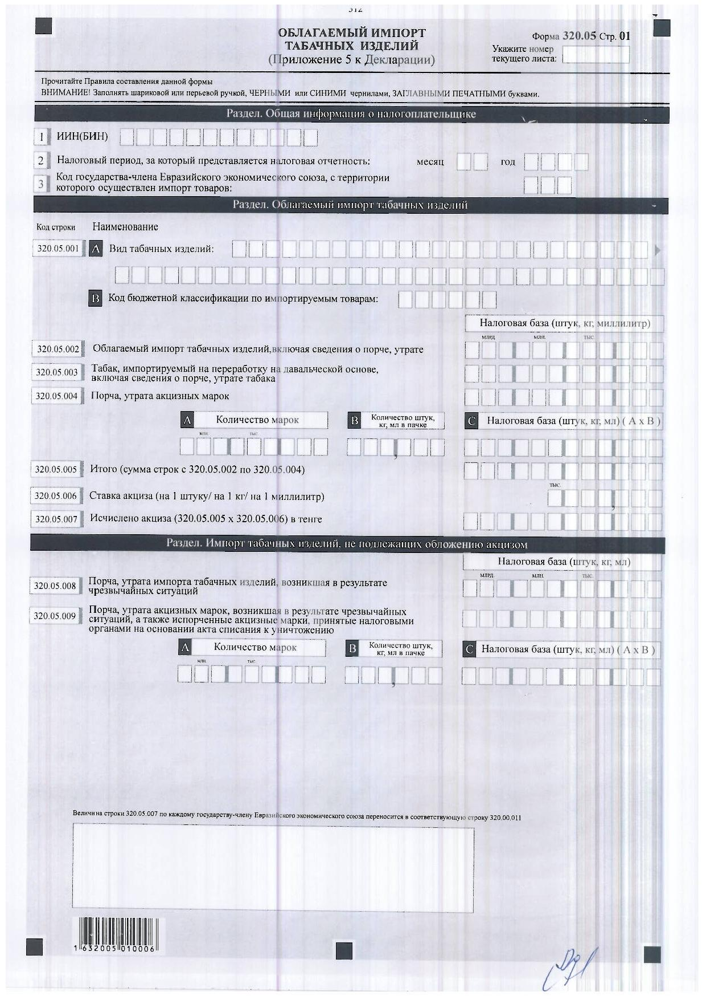 312
ОБЛАГАЕМЫЙ ИМПОРТ
ТАБАЧНЫХ ИЗДЕЛИЙ
(Приложение 5 к Декларации)
Форма 320.05 Стр. 01
Укажите номер
текущего листа:
Прочитайте Правила составления данной формы
ВНИМАНИЕ! Заполнять шариковой или перьевой ручкой, ЧЕРНЫМИ или СИНИМИ чернилами, ЗАГЛАВНЫМИ ПЕЧАТНЫМИ буквами.
Раздел. Общая информация о налогоплательщике
1 ИИН(БИН)
2 Налоговый период, за который представляется налоговая отчетность: месяц год
3 Код государства-члена Евразийского экономического союза, с территории
которого осуществлен импорт товаров:
Раздел. Облагаемый импорт табачных изделий
Код строки Наименование
320.05.001 A Вид табачных изделий:
B Код бюджетной классификации по импортируемым товарам:
Налоговая база (штук, кг, миллилитр)
МЛРД. МЛН. ТЫС
320.05.002 Облагаемый импорт табачных изделий,включая сведения о порче, утрате
320.05.003 Табак, импортируемый на переработку на давальческой основе,
включая сведения о порче, утрате табака
320.05.004 Порча, утрата акцизных марок
A Количество марок B Количество штук,
кг, мл в пачке C Налоговая база (штук, кг, мл) ( А х В )
МЛН. ТЫС
320.05.005 Итого (сумма строк с 320.05.002 по 320.05.004)
ТЫС.
320.05.006 Ставка акциза (на 1 штуку/ на 1 кг/ на 1 миллилитр)
320.05.007 Исчислено акциза (320.05.005 х 320.05.006) в тенге
Раздел. Импорт табачных изделий, не подлежащих обложению акцизом
Налоговая база (штук, кг, мл)
МЛРД. МЛН. ТЫС.
320.05.008 Порча, утрата импорта табачных изделий, возникшая в результате
чрезвычайных ситуаций
320.05.009 Порча, утрата акцизных марок, возникшая в результате чрезвычайных
ситуаций, а также испорченные акцизные марки, принятые налоговыми
органами на основании акта списания к уничтожению
A Количество марок B Количество штук,
кг, мл в пачке C Налоговая база (штук, кг, мл) ( А х В )
МЛН. ТЫС
Величина строки 320.05.007 по каждому государству-члену Евразийского экономического союза переносится в соответствующую строку 320.00.011
1 632005 010006